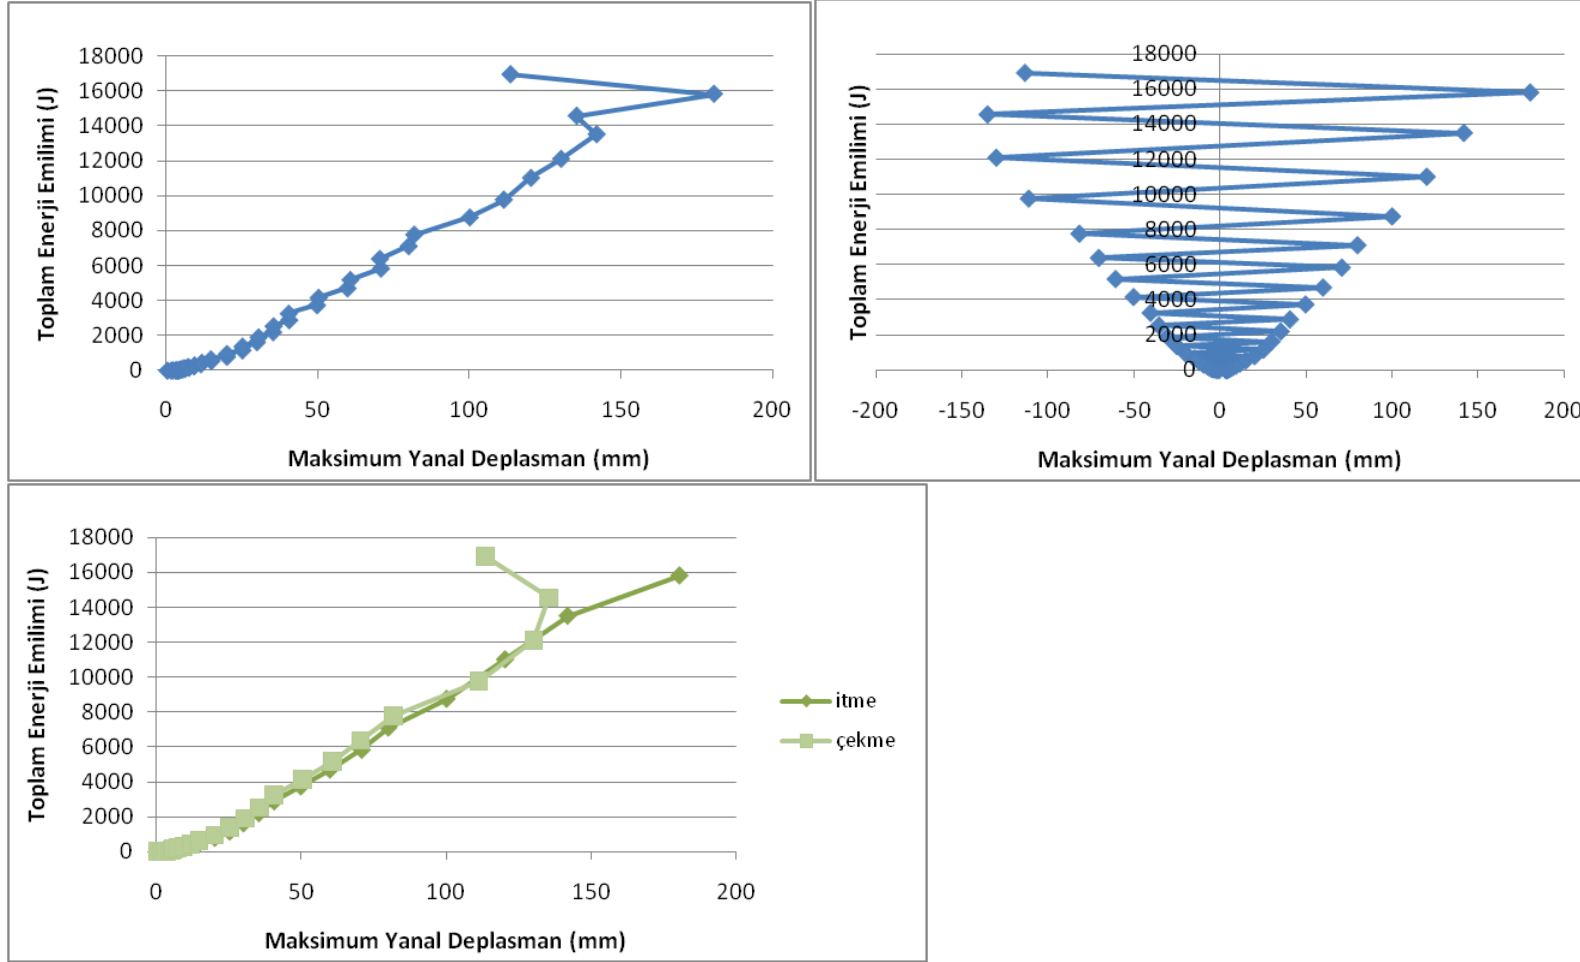 Toplam Enerji Emilimi (J)
18000
16000
14000
12000
10000
8000
6000
4000
2000
0
0 50 100 150 200
Maksimum Yanal Deplasman (mm)
Toplam Enerji Emilimi (J)
18000
16000
14000
12000
10000
8000
6000
4000
2000
0
-200 -150 -100 -50 0 50 100 150 200
Maksimum Yanal Deplasman (mm)
Toplam Enerji Emilimi (J)
18000
16000
14000
12000
10000
8000
6000
4000
2000
0
0 50 100 150 200
Maksimum Yanal Deplasman (mm)
itme
çekme